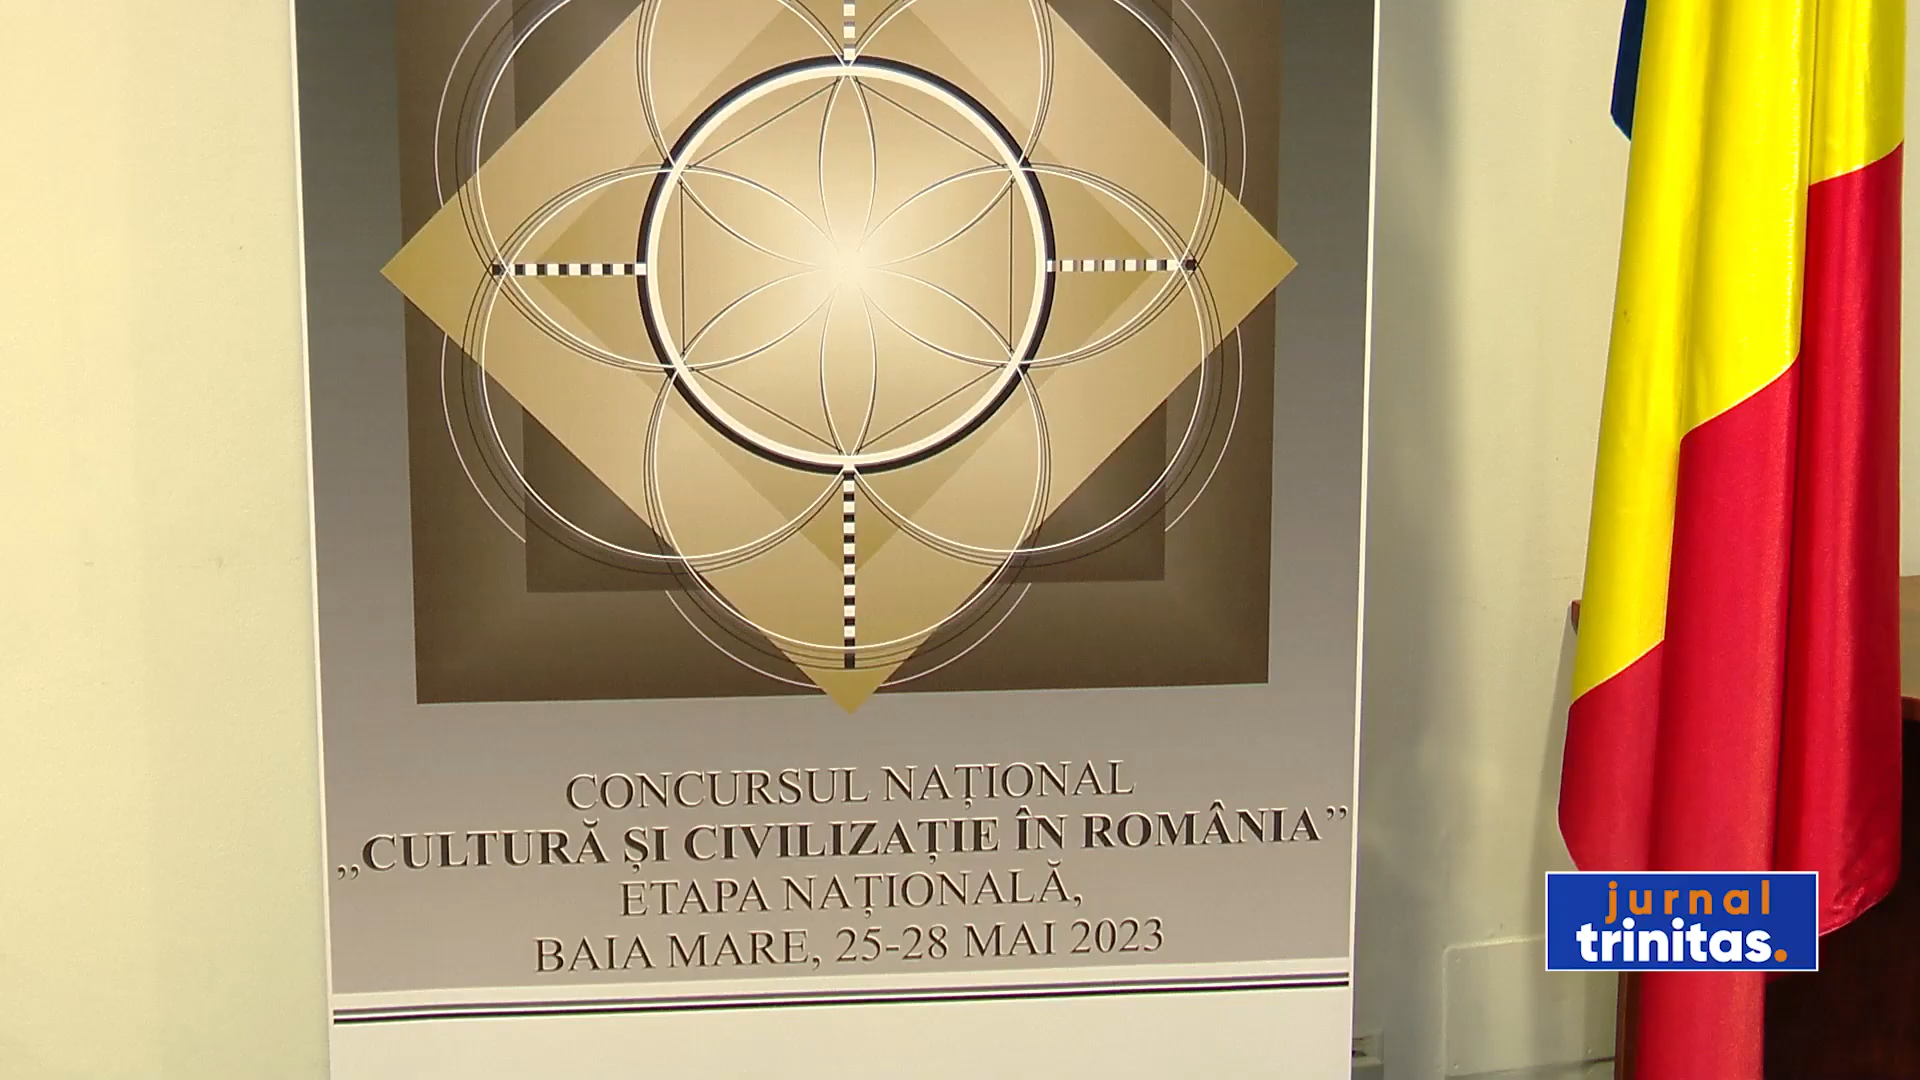 CONCURSUL NAȚIONAL
„CULTURĂ ȘI CIVILIZAȚIE ÎN ROMÂNIA”
ETAPA NAȚIONALĂ,
BAIA MARE, 25-28 MAI 2023
jurnal
trinitas.